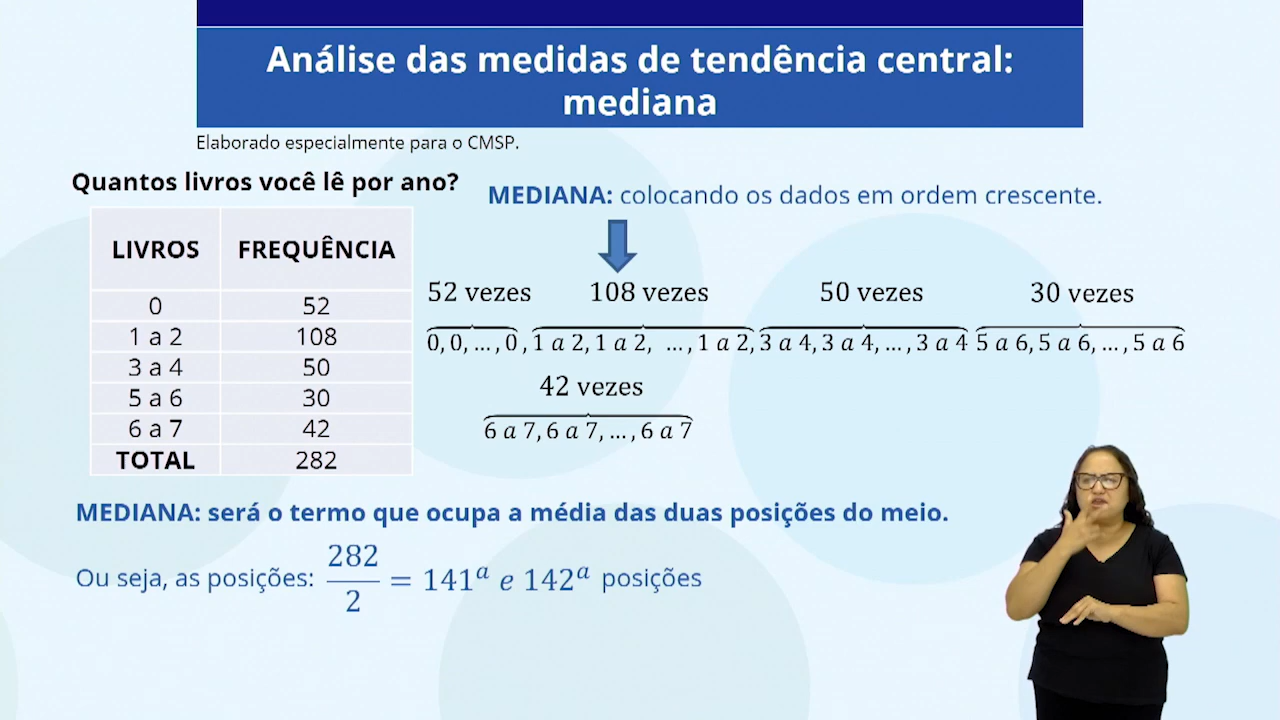 Análise das medidas de tendência central:
mediana
Elaborado especialmente para o CMSP.
Quantos livros você lê por ano?
LIVROS FREQUÊNCIA
0 52
1 a 2 108
3 a 4 50
5 a 6 30
6 a 7 42
TOTAL 282
MEDIANA: colocando os dados em ordem crescente.
52 vezes 108 vezes 50 vezes 30 vezes
0, 0, ... , 0 , 1 a 2, 1 a 2, ... , 1 a 2, 3 a 4, 3 a 4, ... , 3 a 4 5 a 6, 5 a 6, ... , 5 a 6
42 vezes
6 a 7, 6 a 7, ... , 6 a 7
MEDIANA: será o termo que ocupa a média das duas posições do meio.
Ou seja, as posições: 282/2 = 141ª e 142ª posições